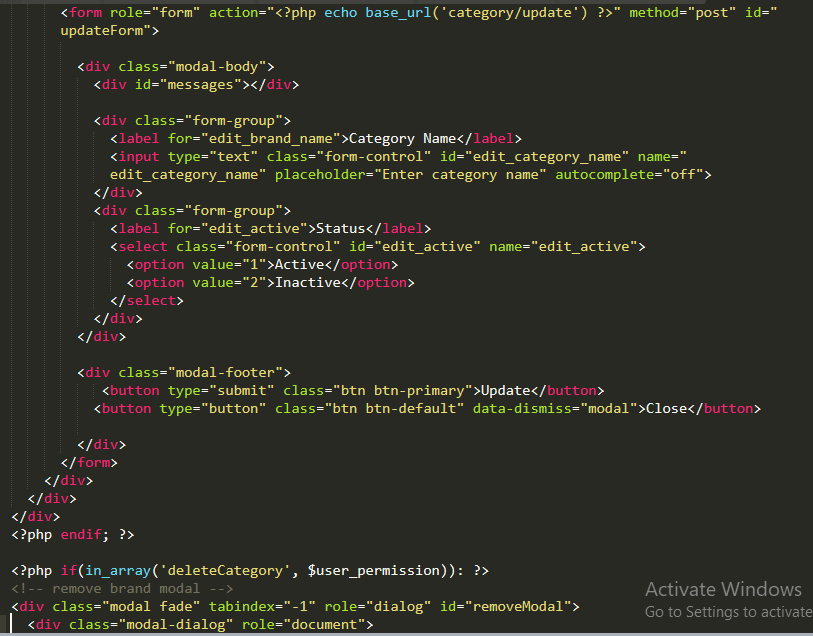 <form role="form" action="<?php echo base_url('category/update') ?>" method="post" id="
updateForm">
<div class="modal-body">
<div id="messages"></div>
<div class="form-group">
<label for="edit_brand_name">Category Name</label>
<input type="text" class="form-control" id="edit_category_name" name="
edit_category_name" placeholder="Enter category name" autocomplete="off">
</div>
<div class="form-group">
<label for="edit_active">Status</label>
<select class="form-control" id="edit_active" name="edit_active">
<option value="1">Active</option>
<option value="2">Inactive</option>
</select>
</div>
</div>
<div class="modal-footer">
<button type="submit" class="btn btn-primary">Update</button>
<button type="button" class="btn btn-default" data-dismiss="modal">Close</button>
</div>
</form>
</div>
</div>
</div>
<?php endif; ?>
<?php if(in_array('deleteCategory', $user_permission)): ?>
<!-- remove brand modal -->
<div class="modal fade" tabindex="-1" role="dialog" id="removeModal">
<div class="modal-dialog" role="document">
Activate Windows
Go to Settings to activate